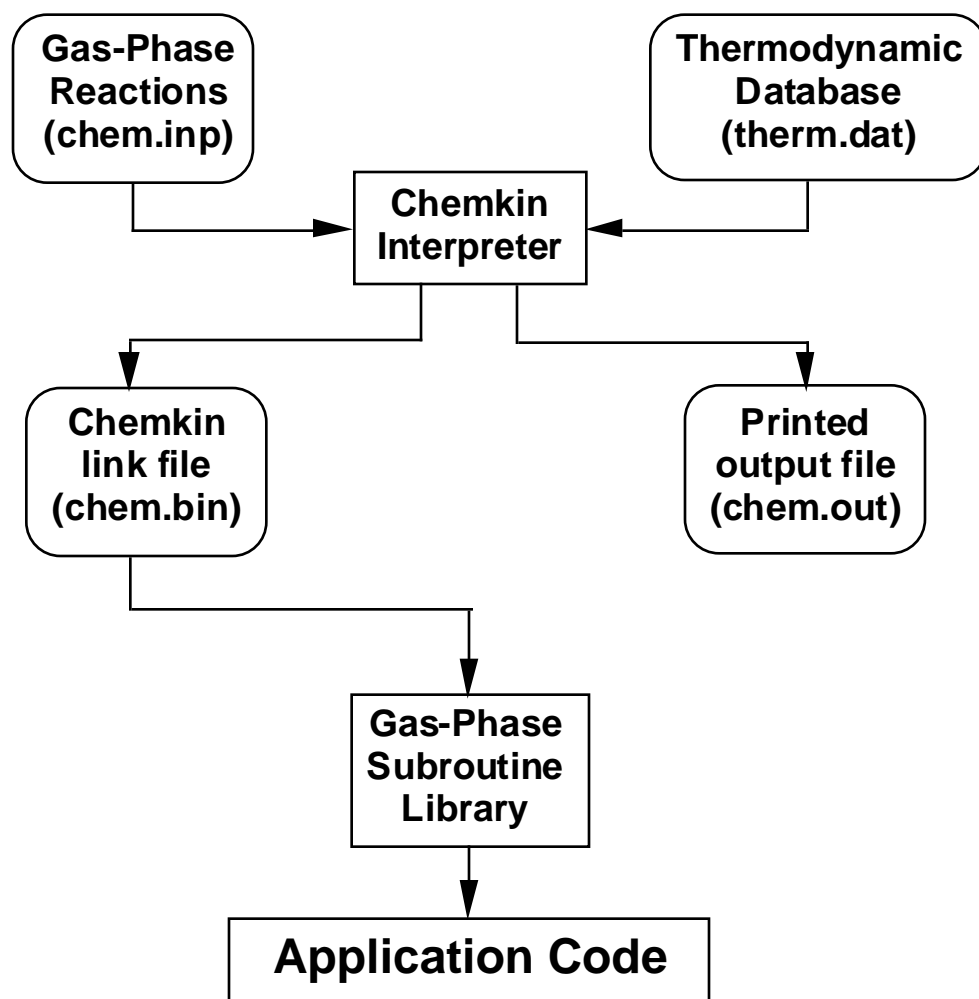 Gas-Phase
Reactions
(chem.inp)
Thermodynamic
Database
(therm.dat)
Chemkin
Interpreter
Chemkin
link file
(chem.bin)
Printed
output file
(chem.out)
Gas-Phase
Subroutine
Library
Application Code